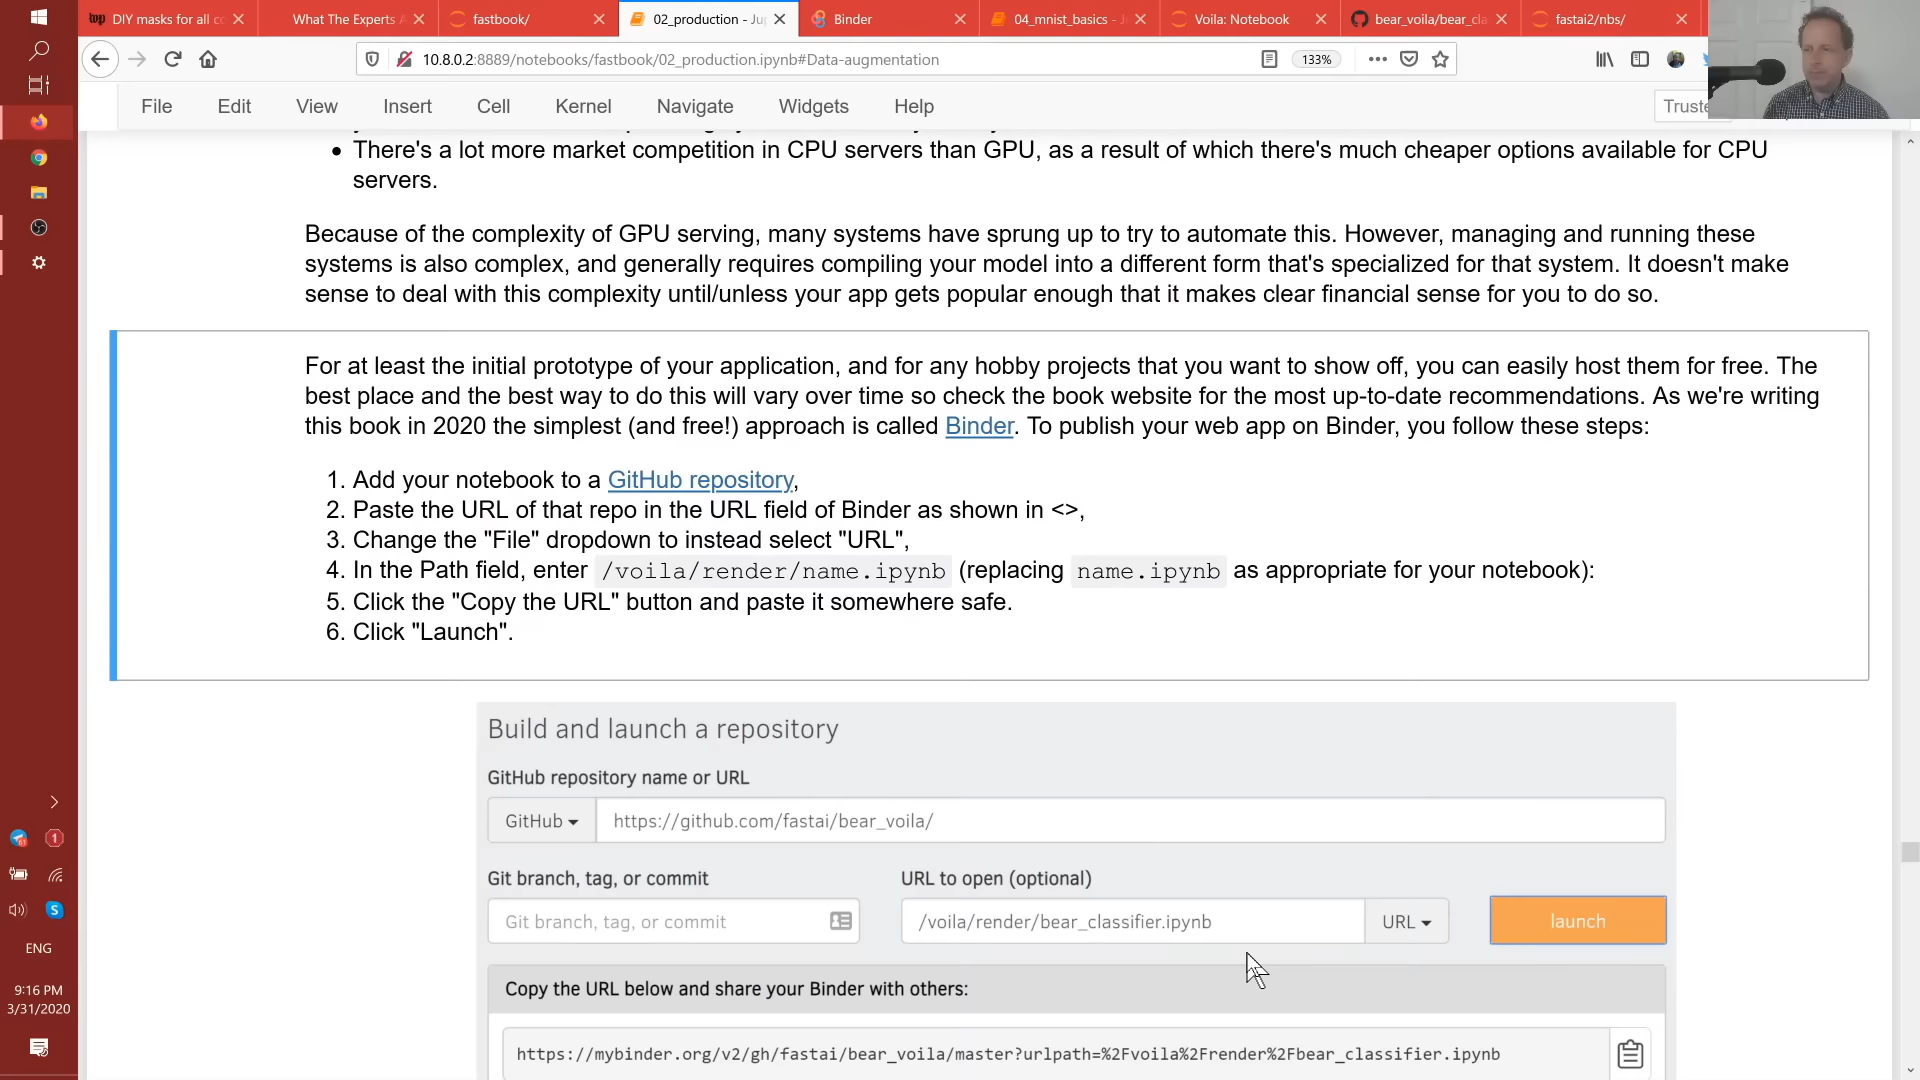 DIY masks for all co
What The Experts A
fastbook/
02_production - Ju
Binder
04_mnist_basics - J
Voila: Notebook
bear_voila/bear_cla
fastai2/nbs/
10.8.0.2:8889/notebooks/fastbook/02_production.ipynb#Data-augmentation
133%
File Edit View Insert Cell Kernel Navigate Widgets Help
Truste
There's a lot more market competition in CPU servers than GPU, as a result of which there's much cheaper options available for CPU
servers.
Because of the complexity of GPU serving, many systems have sprung up to try to automate this. However, managing and running these
systems is also complex, and generally requires compiling your model into a different form that's specialized for that system. It doesn't make
sense to deal with this complexity until/unless your app gets popular enough that it makes clear financial sense for you to do so.
For at least the initial prototype of your application, and for any hobby projects that you want to show off, you can easily host them for free. The
best place and the best way to do this will vary over time so check the book website for the most up-to-date recommendations. As we're writing
this book in 2020 the simplest (and free!) approach is called Binder. To publish your web app on Binder, you follow these steps:
1. Add your notebook to a GitHub repository,
2. Paste the URL of that repo in the URL field of Binder as shown in <>,
3. Change the "File" dropdown to instead select "URL",
4. In the Path field, enter /voila/render/name.ipynb (replacing name.ipynb as appropriate for your notebook):
5. Click the "Copy the URL" button and paste it somewhere safe.
6. Click "Launch".
Build and launch a repository
GitHub repository name or URL
GitHub https://github.com/fastai/bear_voila/
Git branch, tag, or commit
URL to open (optional)
Git branch, tag, or commit
/voila/render/bear_classifier.ipynb
URL
launch
Copy the URL below and share your Binder with others:
https://mybinder.org/v2/gh/fastai/bear_voila/master?urlpath=%2Fvoila%2Frender%2Fbear_classifier.ipynb
ENG
9:16 PM
3/31/2020